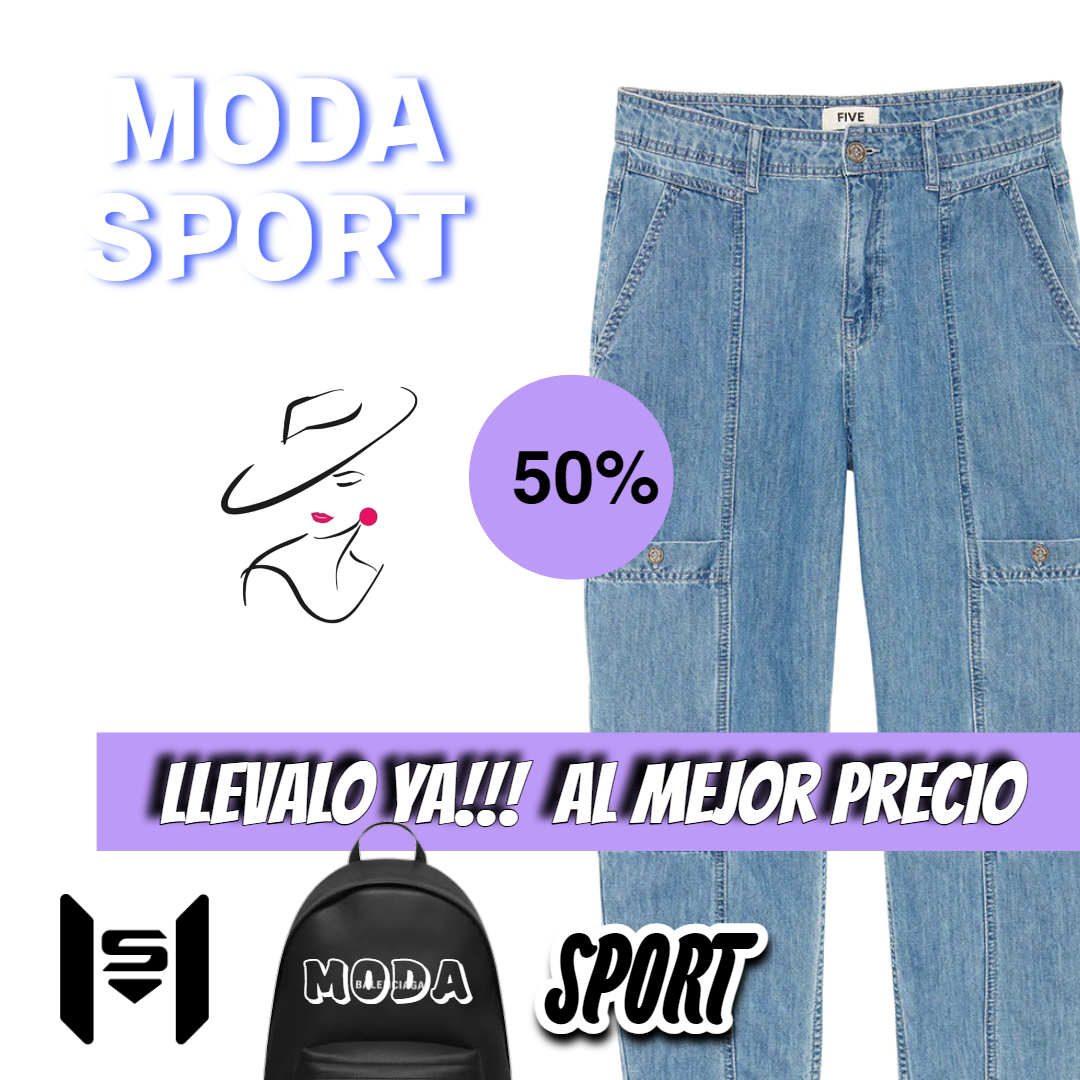 MODA
SPORT
FIVE
50%
LLEVALO YA!!! AL MEJOR PRECIO
S
MODA
BALENCIAGA
SPORT